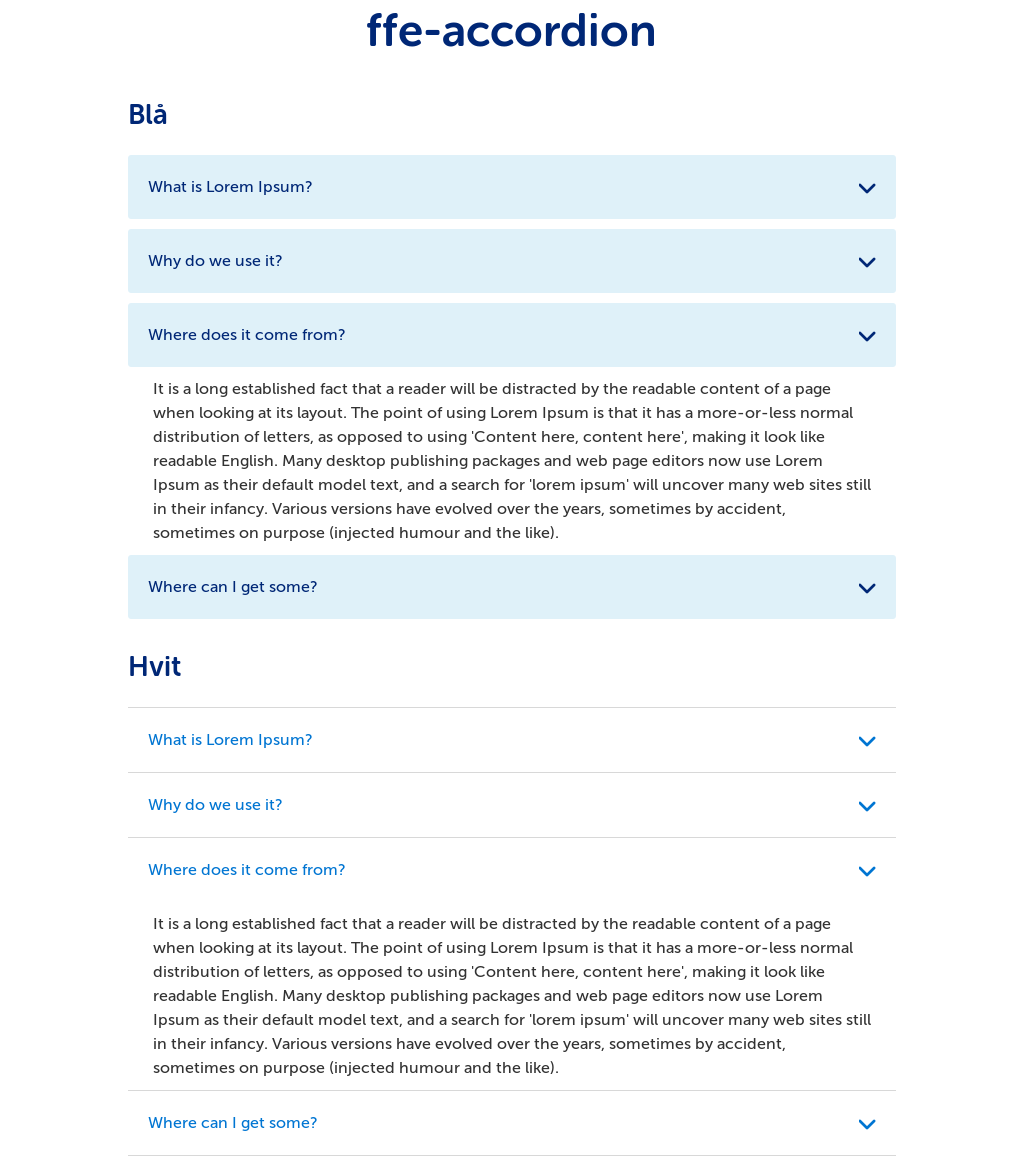 ffe-accordion
Blå
What is Lorem Ipsum?
Why do we use it?
Where does it come from?
It is a long established fact that a reader will be distracted by the readable content of a page
when looking at its layout. The point of using Lorem Ipsum is that it has a more-or-less normal
distribution of letters, as opposed to using 'Content here, content here', making it look like
readable English. Many desktop publishing packages and web page editors now use Lorem
Ipsum as their default model text, and a search for 'lorem ipsum' will uncover many web sites still
in their infancy. Various versions have evolved over the years, sometimes by accident,
sometimes on purpose (injected humour and the like).
Where can I get some?
Hvit
What is Lorem Ipsum?
Why do we use it?
Where does it come from?
It is a long established fact that a reader will be distracted by the readable content of a page
when looking at its layout. The point of using Lorem Ipsum is that it has a more-or-less normal
distribution of letters, as opposed to using 'Content here, content here', making it look like
readable English. Many desktop publishing packages and web page editors now use Lorem
Ipsum as their default model text, and a search for 'lorem ipsum' will uncover many web sites still
in their infancy. Various versions have evolved over the years, sometimes by accident,
sometimes on purpose (injected humour and the like).
Where can I get some?